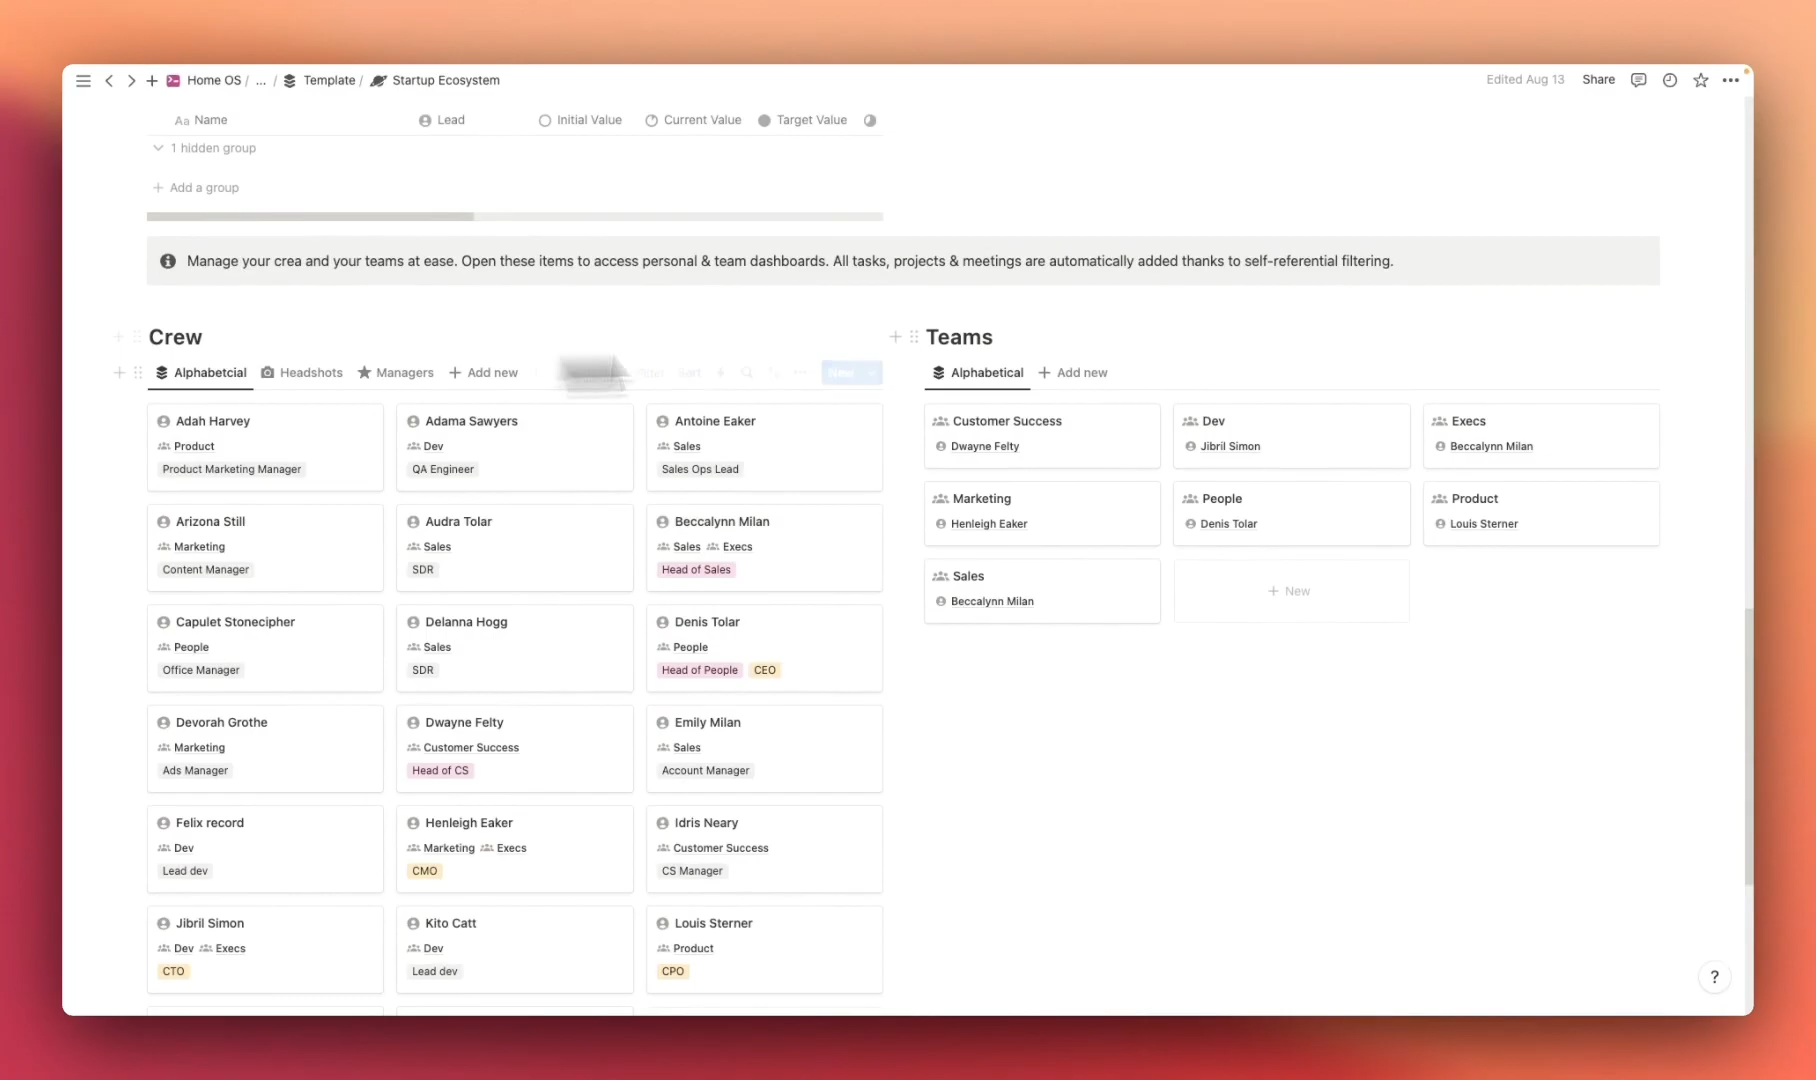 Home OS / ... / Template / Startup Ecosystem
Edited Aug 13 Share
Aa Name Lead Initial Value Current Value Target Value
1 hidden group
+ Add a group
Manage your crea and your teams at ease. Open these items to access personal & team dashboards. All tasks, projects & meetings are automatically added thanks to self-referential filtering.
Crew
Alphabetcial Headshots Managers + Add new Sort New
Adah Harvey
Product
Product Marketing Manager
Adama Sawyers
Dev
QA Engineer
Antoine Eaker
Sales
Sales Ops Lead
Arizona Still
Marketing
Content Manager
Audra Tolar
Sales
SDR
Beccalynn Milan
Sales Execs
Head of Sales
Capulet Stonecipher
People
Office Manager
Delanna Hogg
Sales
SDR
Denis Tolar
People
Head of People CEO
Devorah Grothe
Marketing
Ads Manager
Dwayne Felty
Customer Success
Head of CS
Emily Milan
Sales
Account Manager
Felix record
Dev
Lead dev
Henleigh Eaker
Marketing Execs
CMO
Idris Neary
Customer Success
CS Manager
Jibril Simon
Dev Execs
CTO
Kito Catt
Dev
Lead dev
Louis Sterner
Product
CPO
Teams
Alphabetical + Add new
Customer Success
Dwayne Felty
Dev
Jibril Simon
Execs
Beccalynn Milan
Marketing
Henleigh Eaker
People
Denis Tolar
Product
Louis Sterner
Sales
Beccalynn Milan
+ New
?